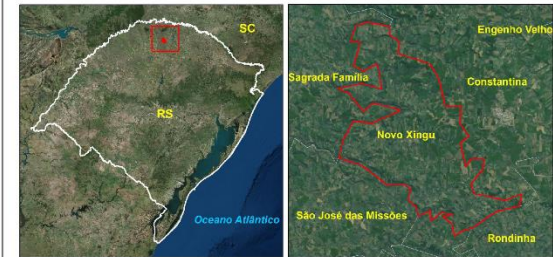 SC
RS
Oceano Atlântico
Engenho Velho
Sagrada Família
Constantina
Novo Xingu
São José das Missões
Rondinha